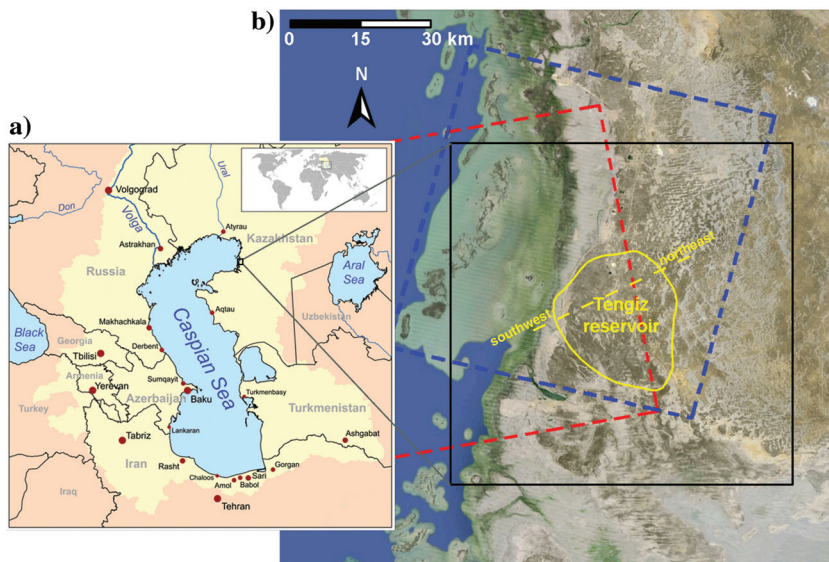 b)
0 15 30 km
N
a)
Volgograd
Don
Volga
Ural
Atyrau
Astrakhan
Kazakhstan
Russia
Aral
Sea
Aqtau
Uzbekistan
Makhachkala
Caspian Sea
Black
Sea
Georgia
Derbent
Tbilisi
Armenia
Sumqayit
Turkmenbasy
Yerevan
Azerbaijan
Baku
Turkey
Turkmenistan
Lankaran
Tabriz
Ashgabat
Iran
Rasht
Gorgan
Chaloos
Sari
Amol
Babol
Iraq
Tehran
northeast
southwest
Tengiz
reservoir